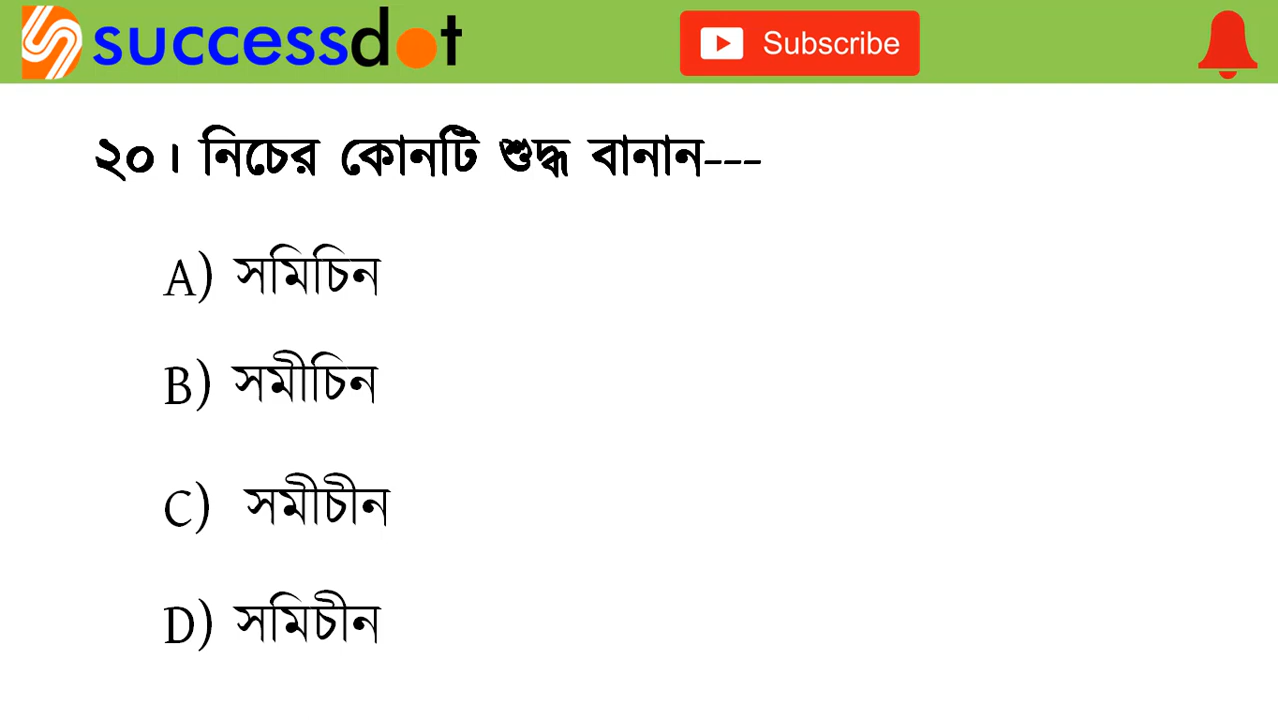 successdot
Subscribe
২০। নিচের কোনটি শুদ্ধ বানান---
A) সমিচিন
B) সমীচিন
C) সমীচীন
D) সমিচীন